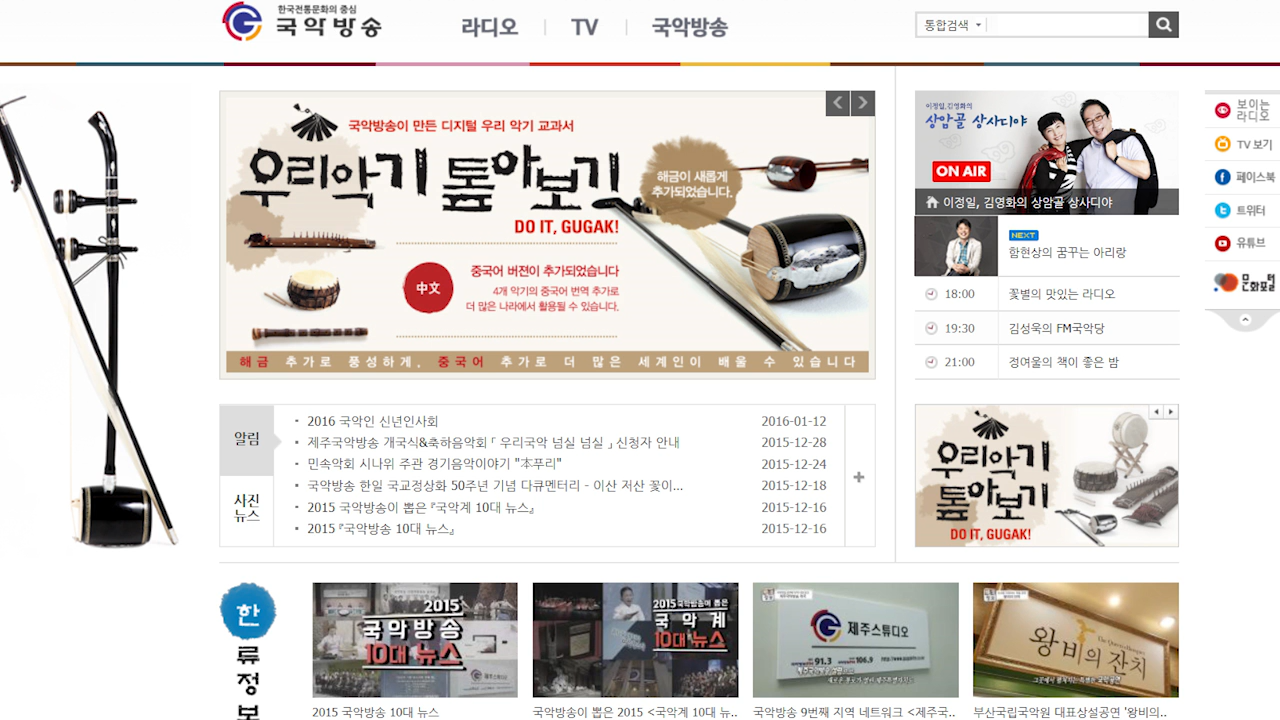 한국전통문화의 중심
국악방송
라디오
TV
국악방송
통합검색
국악방송이 만든 디지털 우리 악기 교과서
우리악기 톺아보기
DO IT, GUGAK!
해금이 새롭게
추가되었습니다.
中文
중국어 버젼이 추가되었습니다
4개 악기의 중국어 번역 추가로
더 많은 나라에서 활용될 수 있습니다.
해금 추가로 풍성하게, 중국어 추가로 더 많은 세계인이 배울 수 있습니다
이정일, 김영화의
상암골 상사디야
ON AIR
이정일, 김영화의 상암골 상사디야
NEXT
함현상의 꿈꾸는 아리랑
18:00 꽃별의 맛있는 라디오
19:30 김성욱의 FM국악당
21:00 정여울의 책이 좋은 밤
보이는
라디오
TV 보기
페이스북
트위터
유튜브
문화포털
알림
사진
뉴스
2016 국악인 신년인사회 2016-01-12
제주국악방송 개국식&축하음악회「 우리국악 넘실 넘실 」신청자 안내 2015-12-28
민속악회 시나위 주관 경기음악이야기 "本푸리" 2015-12-24
국악방송 한일 국교정상화 50주년 기념 다큐멘터리 - 이산 저산 꽃이... 2015-12-18
2015 국악방송이 뽑은 『국악계 10대 뉴스』 2015-12-16
2015 『국악방송 10대 뉴스』 2015-12-16
우리악기
톺아보기
DO IT, GUGAK!
한
류
정
보
2015
국악방송
10대 뉴스
2015 국악방송 10대 뉴스
2015국악방송이 뽑은
국악계
10대 뉴스
국악방송이 뽑은 2015 <국악계 10대 뉴..
제주스튜디오
91.3
106.9
국악방송 9번째 지역 네트워크 <제주국..
왕비의 잔치
부산국립국악원 대표상설공연 '왕비의..